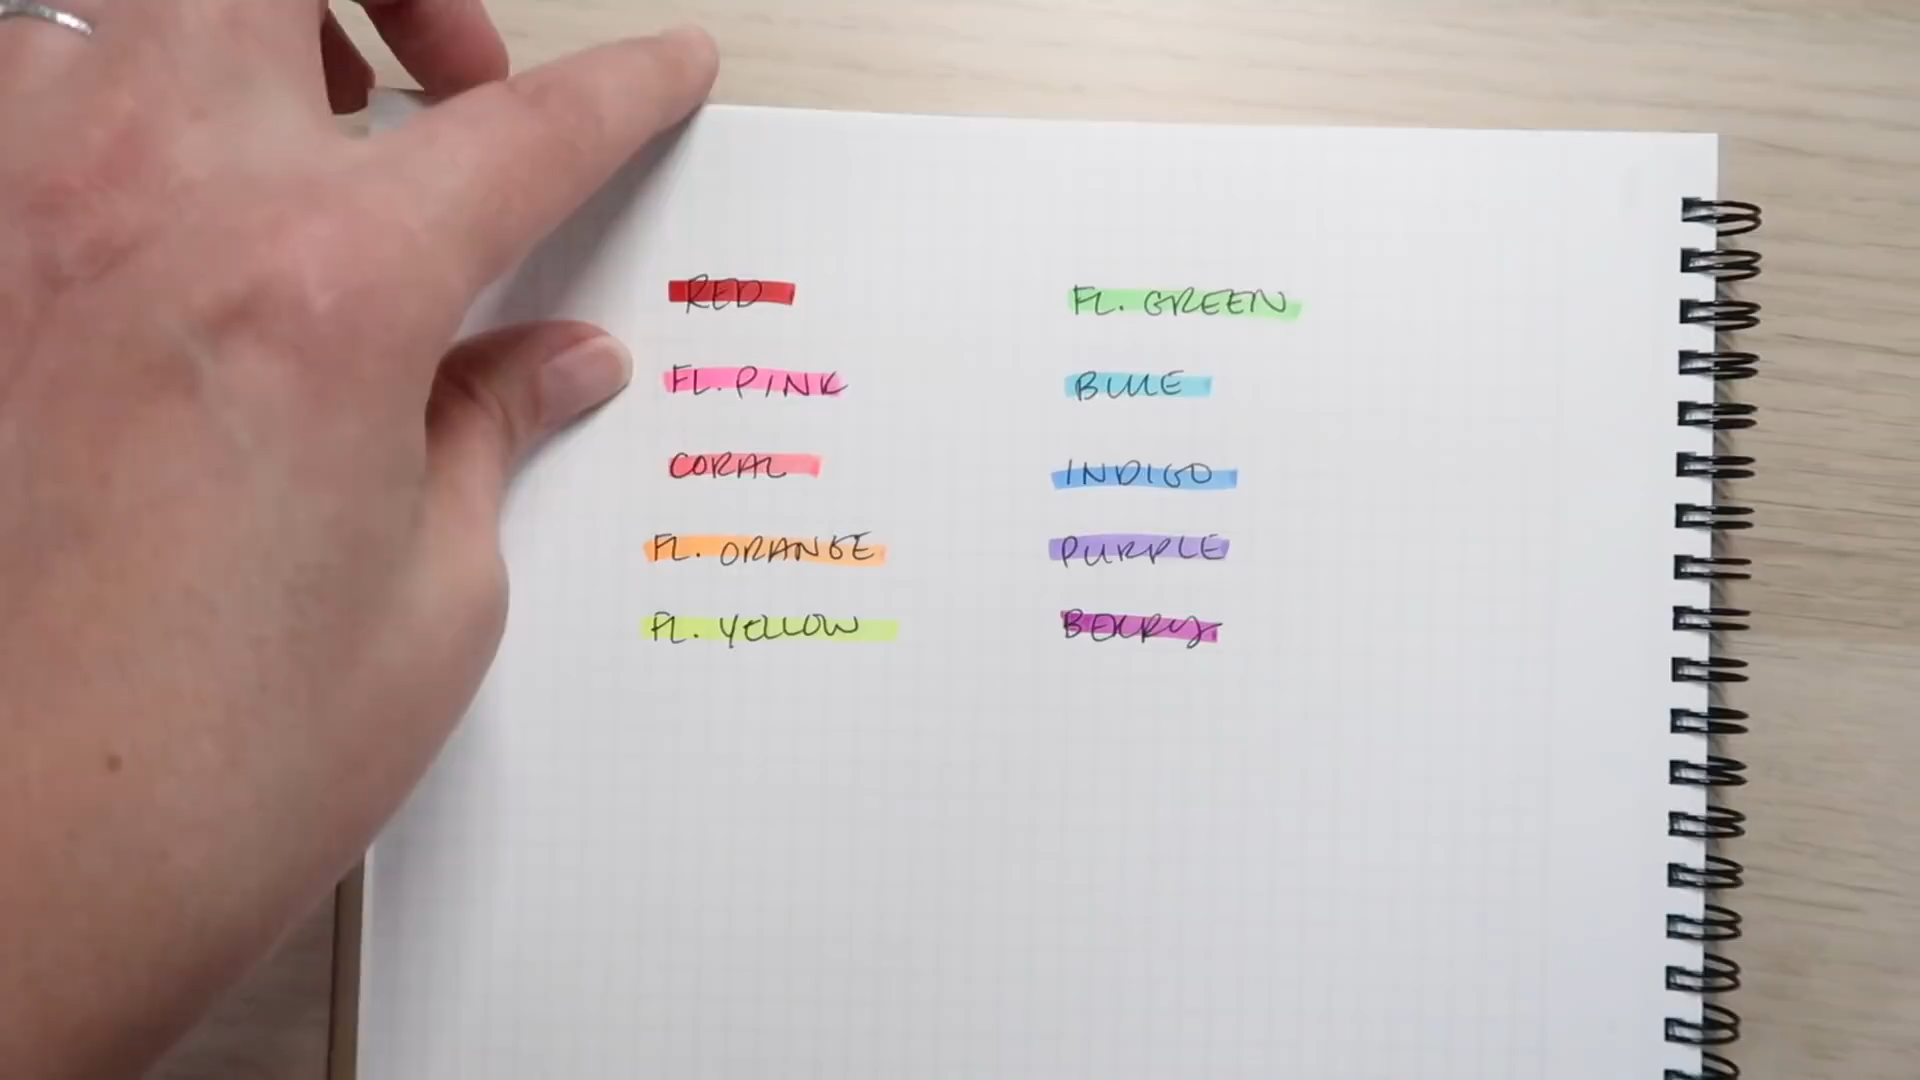 RED
FL. PINK
CORAL
FL. ORANGE
FL. YELLOW
FL. GREEN
BLUE
INDIGO
PURPLE
BERRY